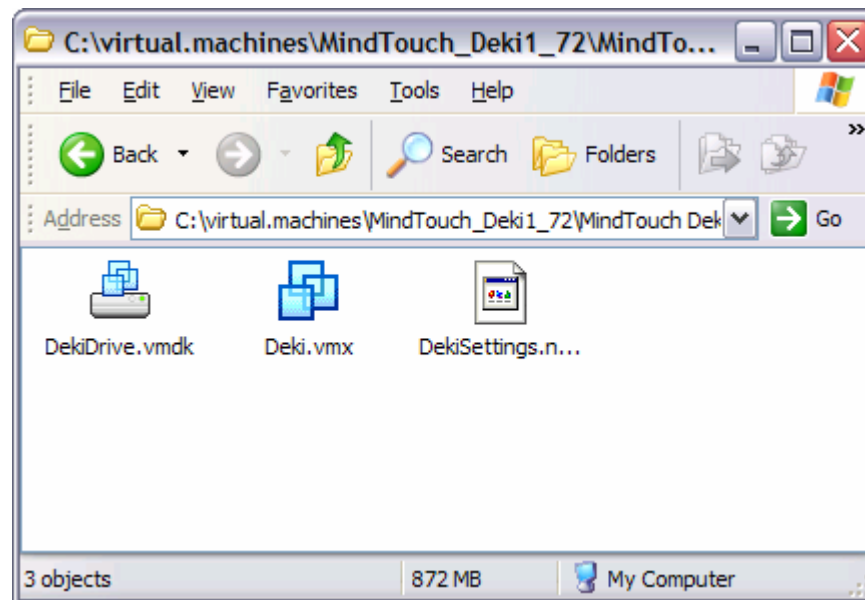 C:\virtual.machines\MindTouch_Deki1_72\MindTo...
File Edit View Favorites Tools Help
Back Search Folders »
Address C:\virtual.machines\MindTouch_Deki1_72\MindTouch Dek Go
DekiDrive.vmdk Deki.vmx DekiSettings.n...
3 objects 872 MB My Computer